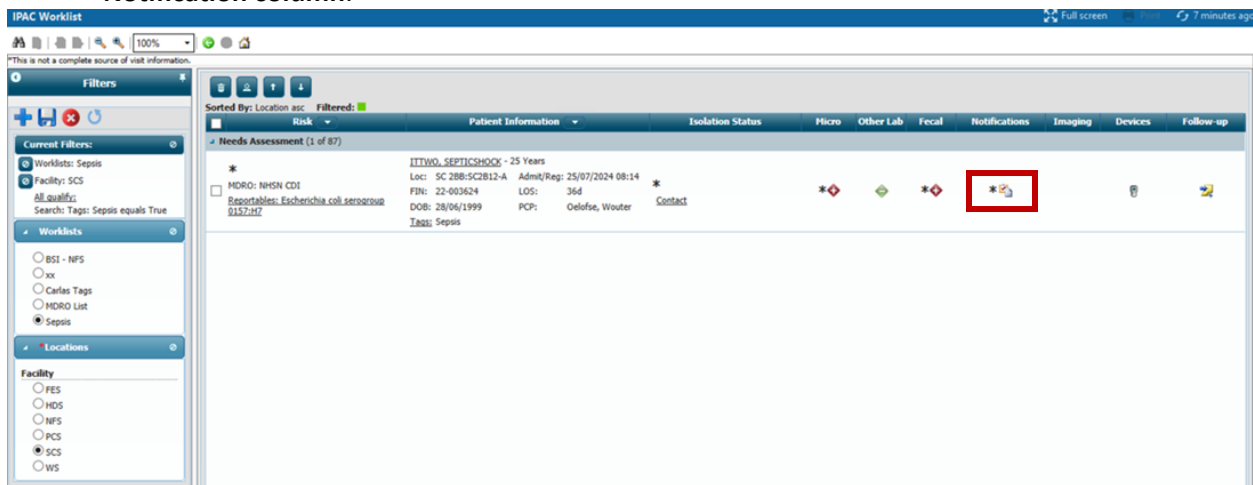 Notification column.
IPAC Worklist
Full screen Print 7 minutes ago
100%
*This is not a complete source of visit information.
Filters
Sorted By: Location asc Filtered:
Risk Patient Information Isolation Status Micro Other Lab Fecal Notifications Imaging Devices Follow-up
Needs Assessment (1 of 87)
Current Filters:
Worklists: Sepsis
Facility: SCS
All qualify:
Search: Tags: Sepsis equals True
*
MDRO: NHSN CDI
Reportables: Escherichia coli serogroup
0157:H7
ITTWO, SEPTICSHOCK - 25 Years
Loc: SC 2BB:SC2B12-A Admit/Reg: 25/07/2024 08:14
FIN: 22-003624 LOS: 36d
DOB: 28/06/1999 PCP: Oelofse, Wouter
Tags: Sepsis
*
Contact
* * *
Worklists
BSI - NFS
xx
Carlas Tags
MDRO List
Sepsis
*Locations
Facility
FES
HDS
NFS
PCS
SCS
WS